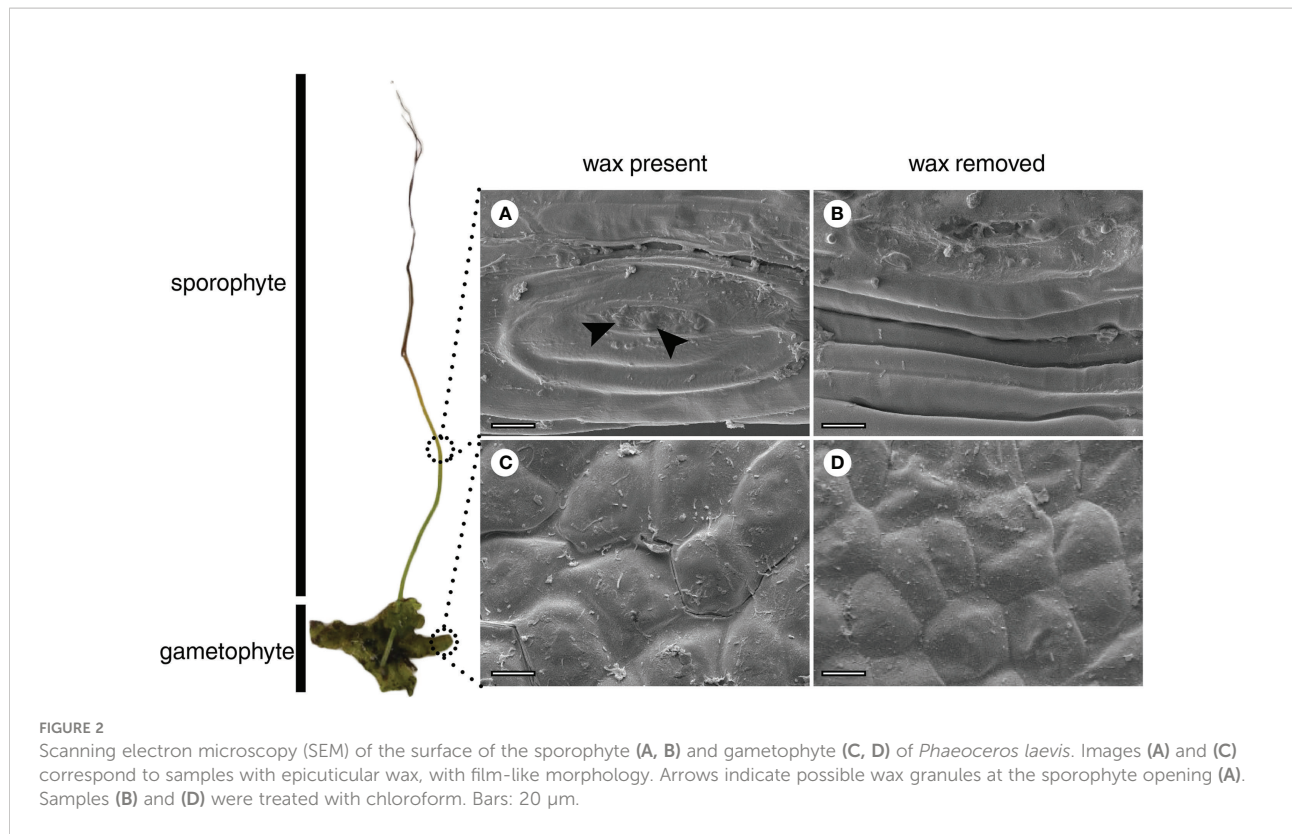 wax present
wax removed
A
B
sporophyte
C
D
gametophyte
FIGURE 2
Scanning electron microscopy (SEM) of the surface of the sporophyte (A, B) and gametophyte (C, D) of Phaeoceros laevis. Images (A) and (C)
correspond to samples with epicuticular wax, with film-like morphology. Arrows indicate possible wax granules at the sporophyte opening (A).
Samples (B) and (D) were treated with chloroform. Bars: 20 μm.